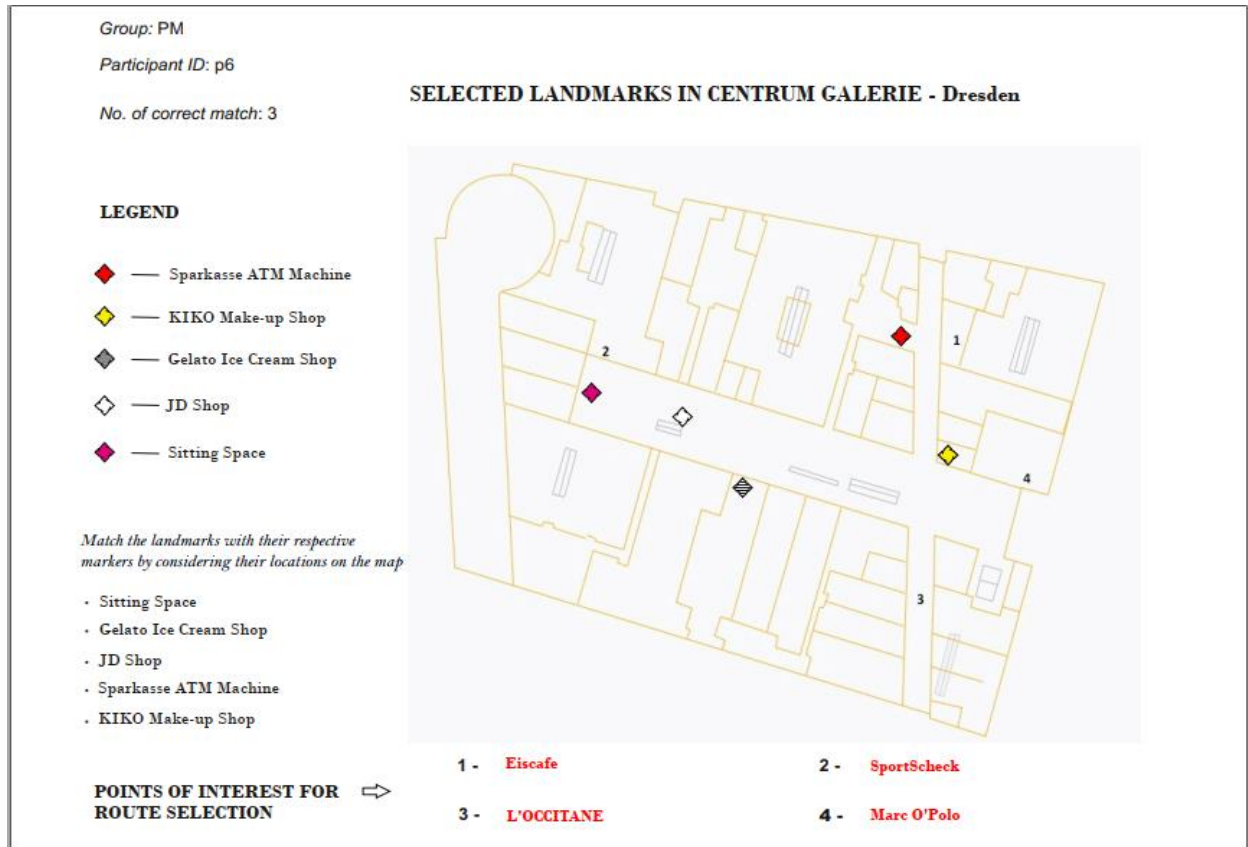 Group: PM
Participant ID: p6
No. of correct match: 3
SELECTED LANDMARKS IN CENTRUM GALERIE - Dresden
LEGEND
— Sparkasse ATM Machine
— KIKO Make-up Shop
— Gelato Ice Cream Shop
— JD Shop
— Sitting Space
Match the landmarks with their respective
markers by considering their locations on the map
· Sitting Space
· Gelato Ice Cream Shop
· JD Shop
· Sparkasse ATM Machine
· KIKO Make-up Shop
1
2
4
3
POINTS OF INTEREST FOR
ROUTE SELECTION
1 - Eiscafe
2 - SportScheck
3 - L'OCCITANE
4 - Marc O'Polo